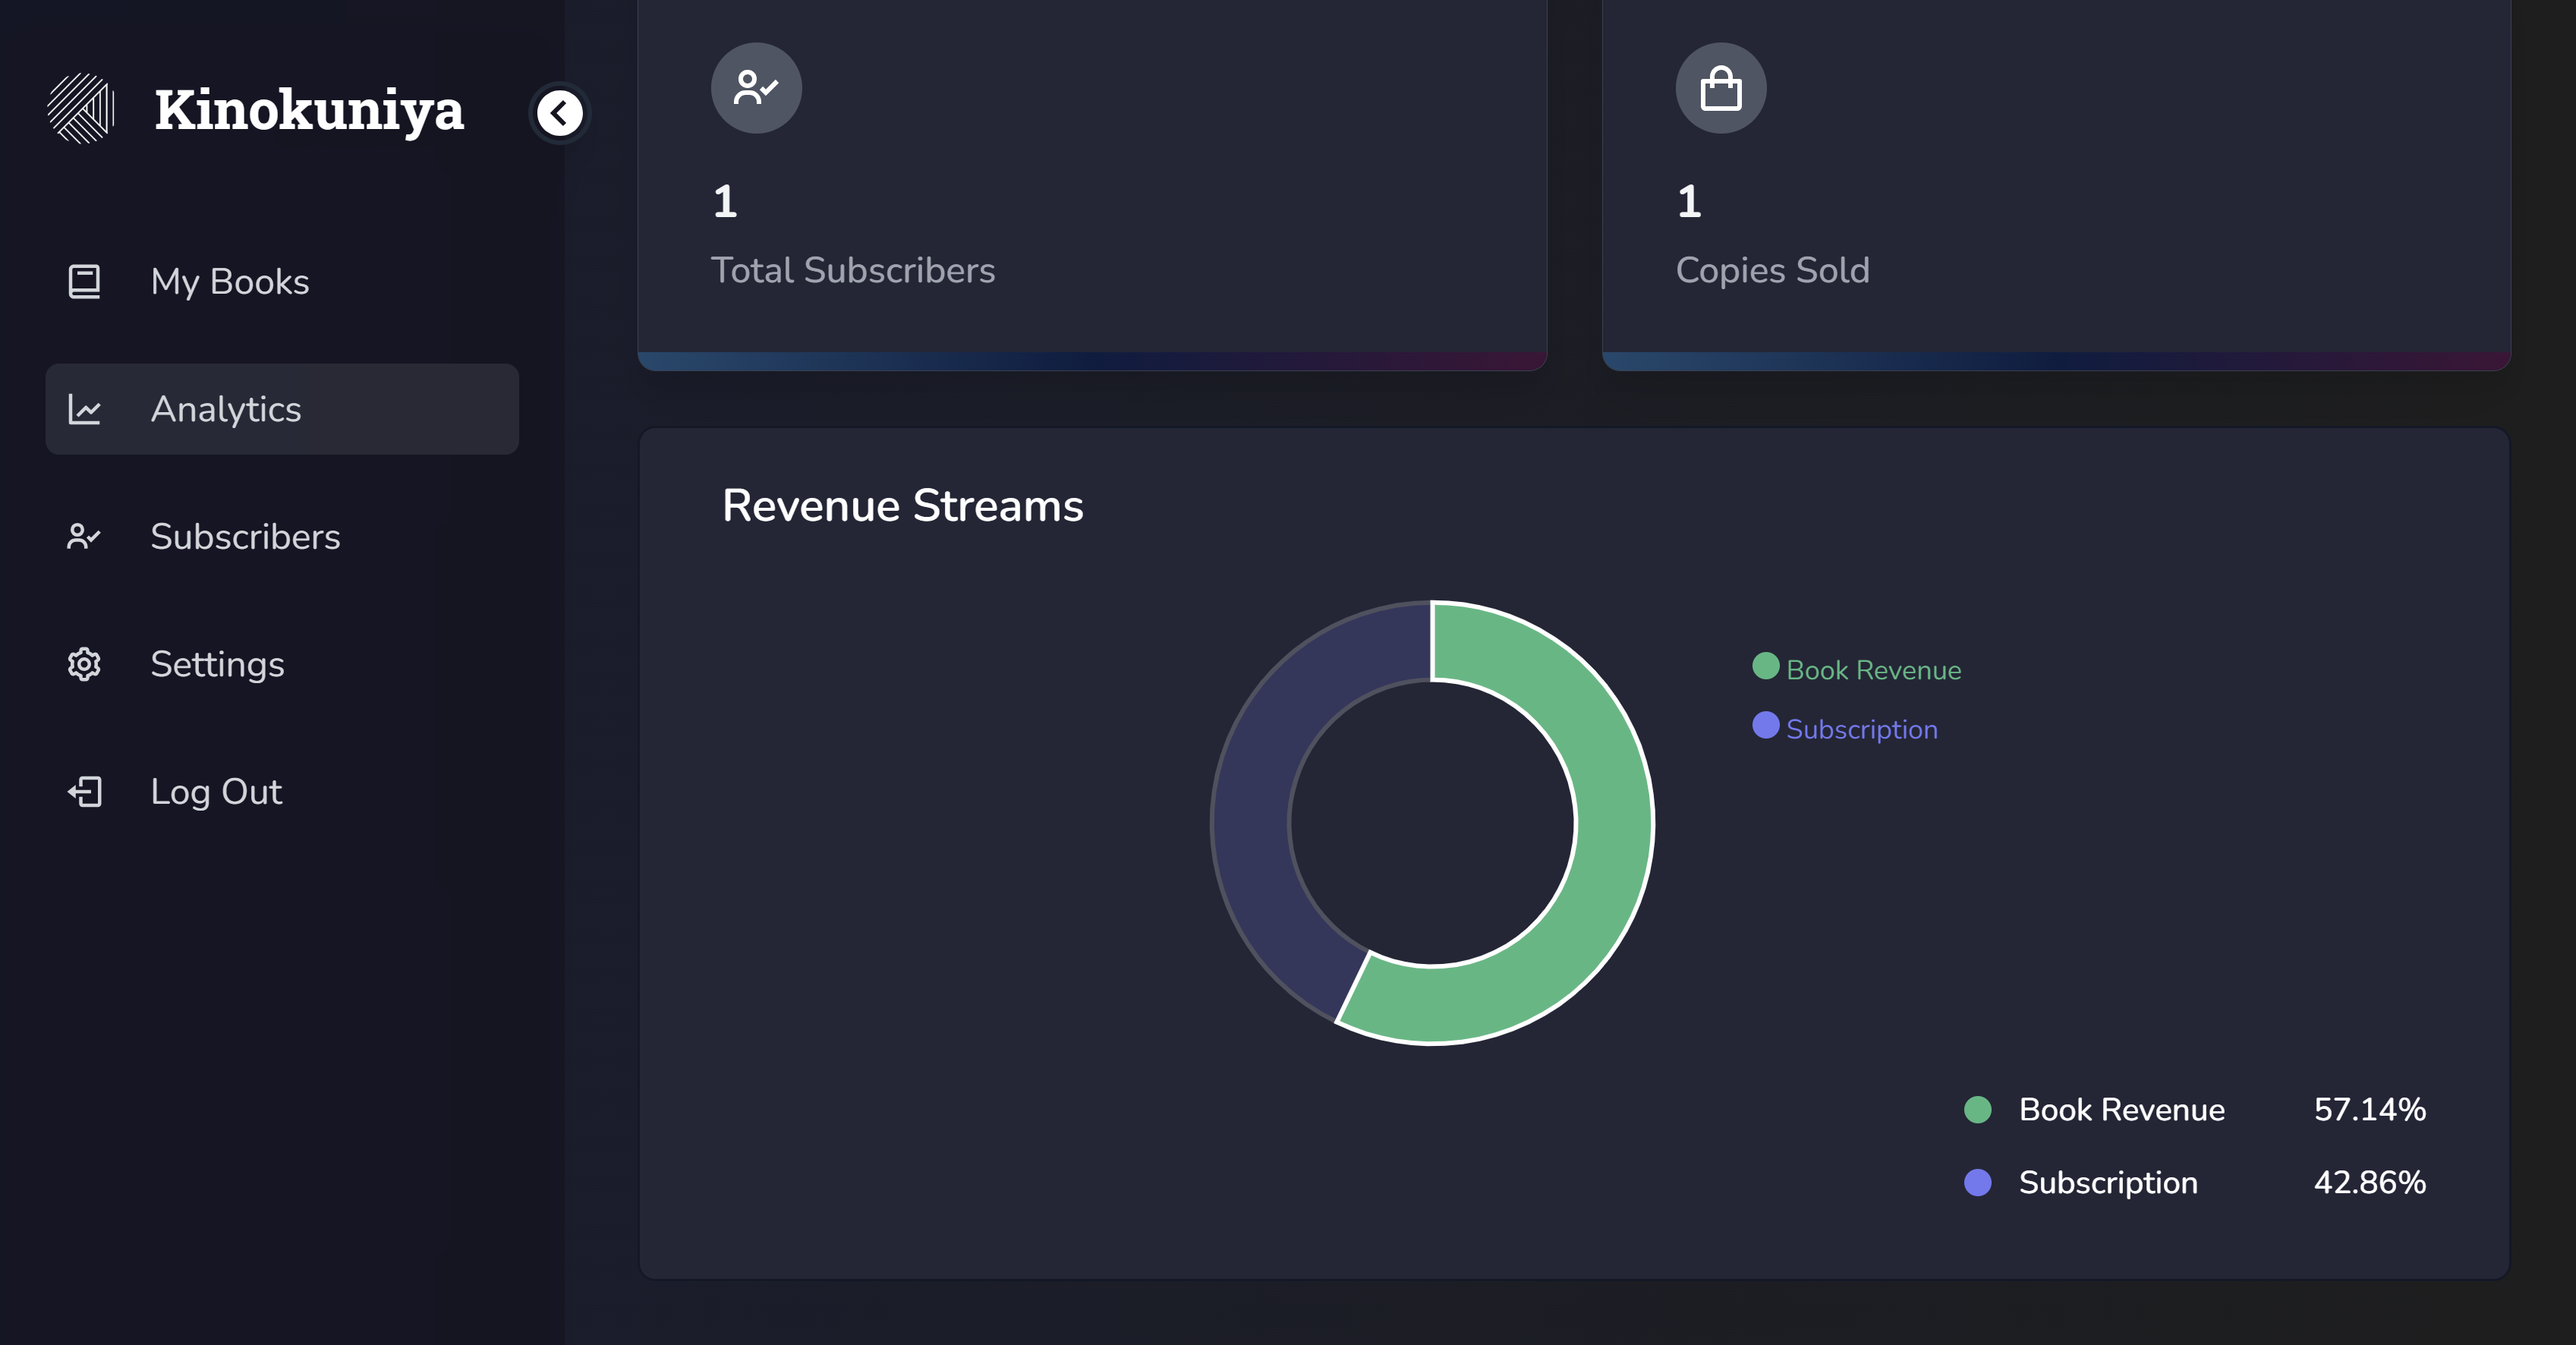 Kinokuniya
My Books
Analytics
Subscribers
Settings
Log Out
1
Total Subscribers
1
Copies Sold
Revenue Streams
Book Revenue
Subscription
Book Revenue 57.14%
Subscription 42.86%